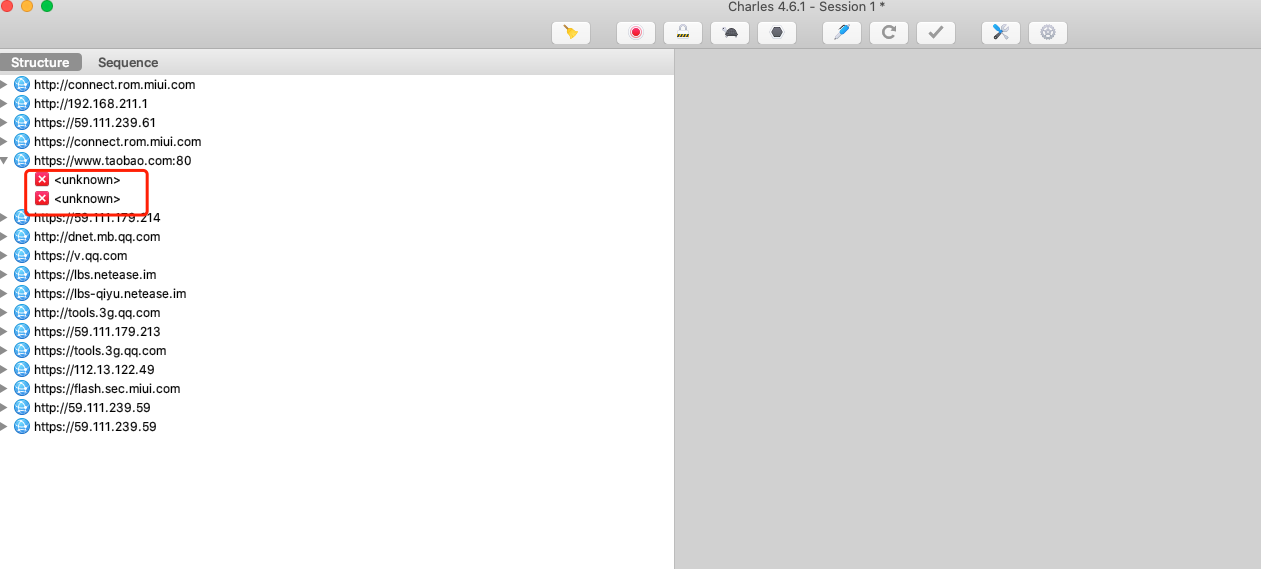 Charles 4.6.1 - Session 1 *
Structure Sequence
http://connect.rom.miui.com
http://192.168.211.1
https://59.111.239.61
https://connect.rom.miui.com
https://www.taobao.com:80
<unknown>
<unknown>
https://59.111.179.214
http://dnet.mb.qq.com
https://v.qq.com
https://lbs.netease.im
https://lbs-qiyu.netease.im
http://tools.3g.qq.com
https://59.111.179.213
https://tools.3g.qq.com
https://112.13.122.49
https://flash.sec.miui.com
http://59.111.239.59
https://59.111.239.59